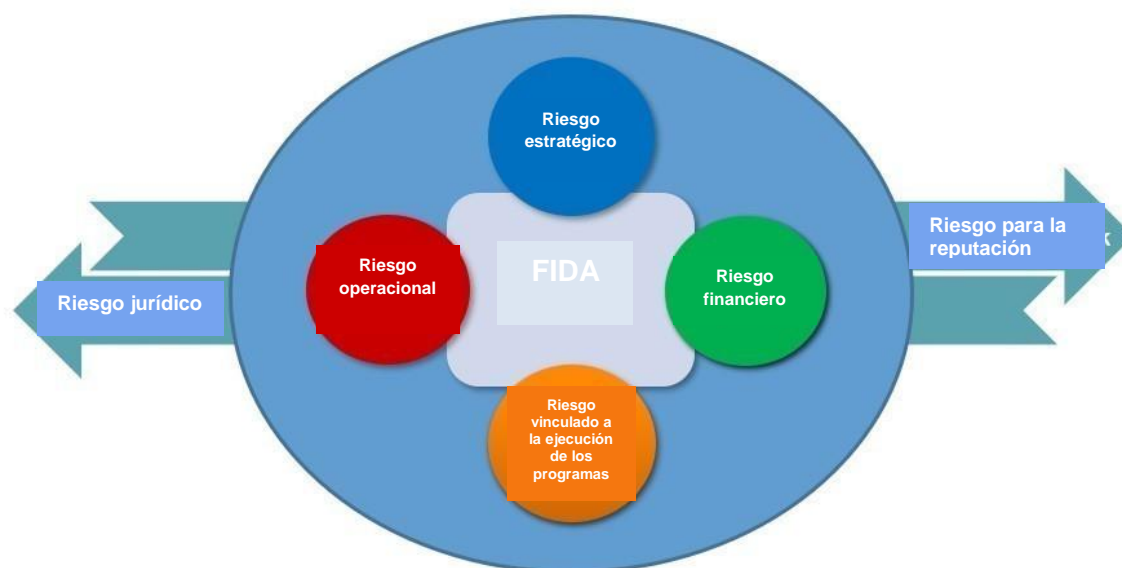 Riesgo
estratégico
Riesgo
operacional
FIDA
Riesgo
financiero
Riesgo para la
reputación
k
Riesgo jurídico
Riesgo
vinculado a
la ejecución
de los
programas